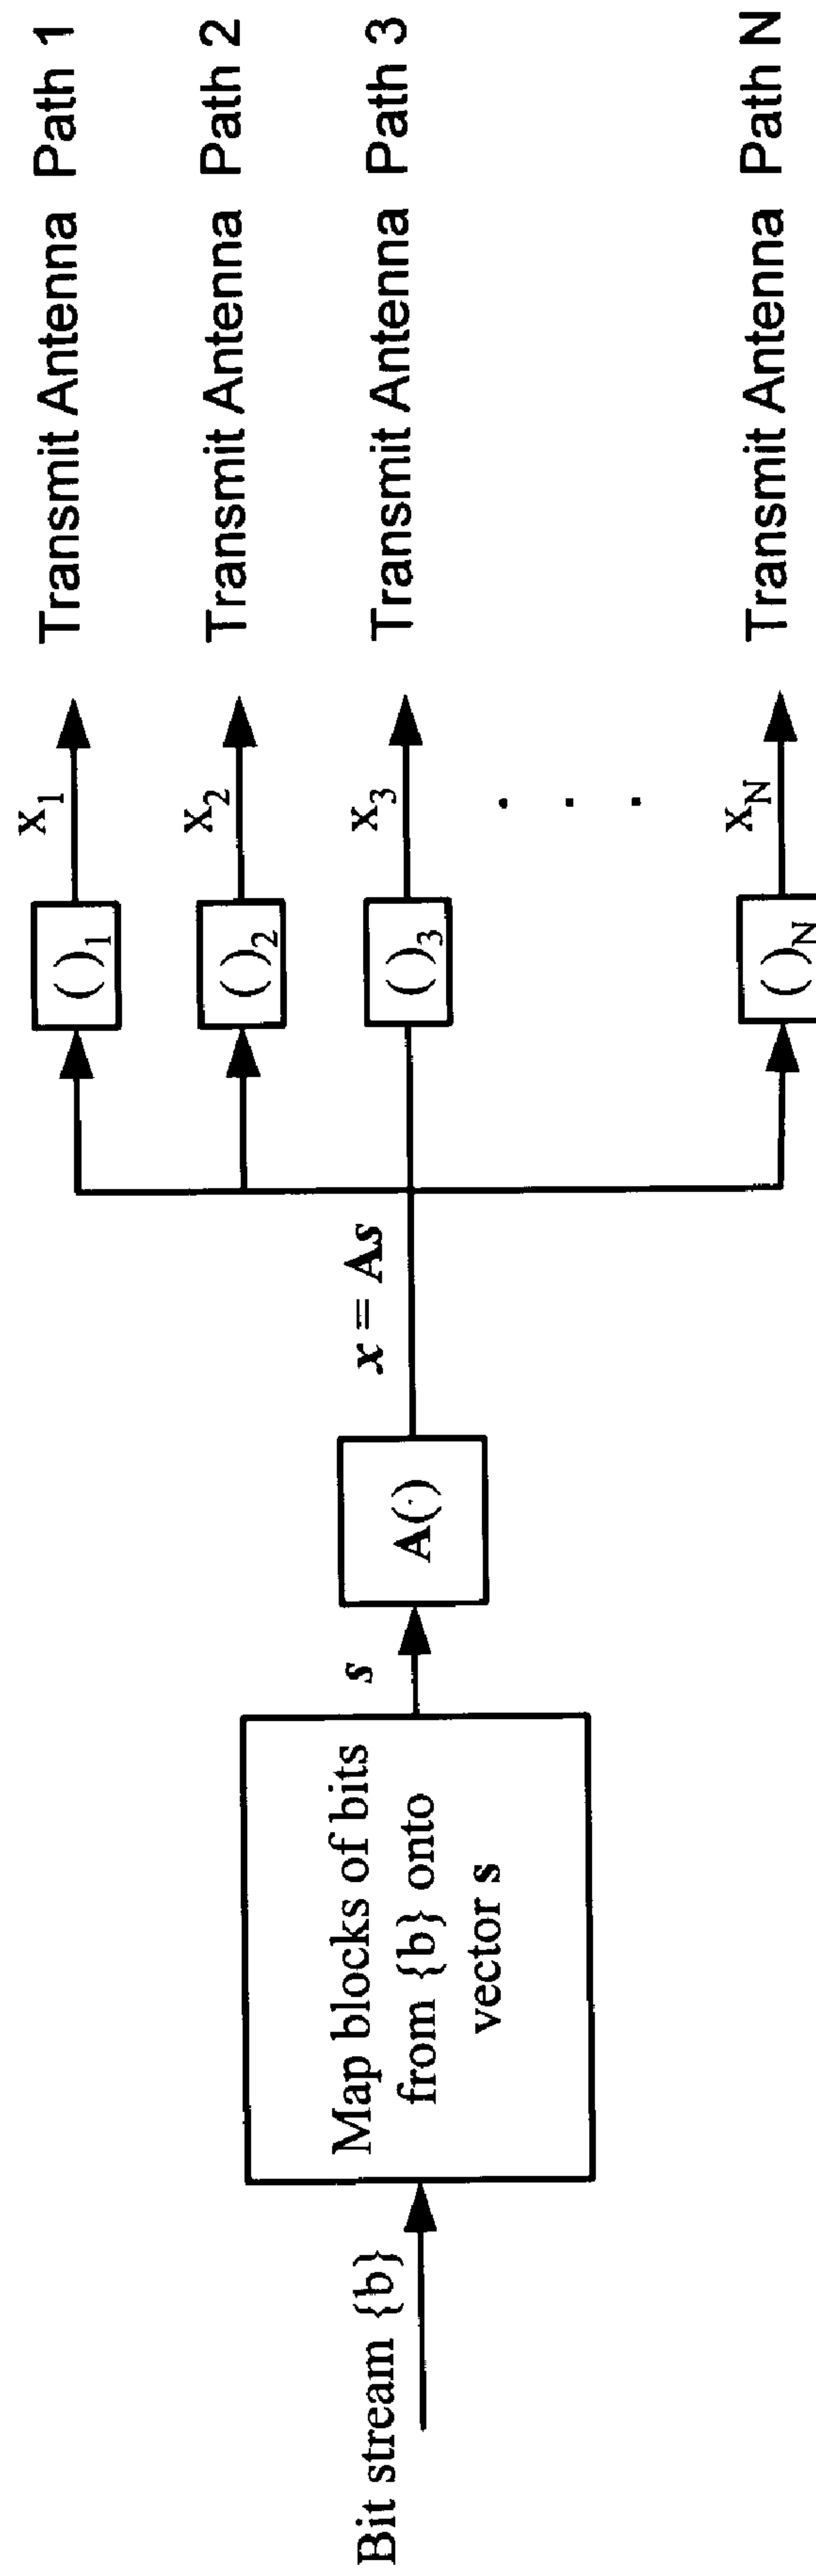 Bit stream {b}
Map blocks of bits
from {b} onto
vector s
s
A(·)
x = As
( )1
x1
Transmit Antenna Path 1
( )2
x2
Transmit Antenna Path 2
( )3
x3
Transmit Antenna Path 3
. . .
( )N
xN
Transmit Antenna Path N